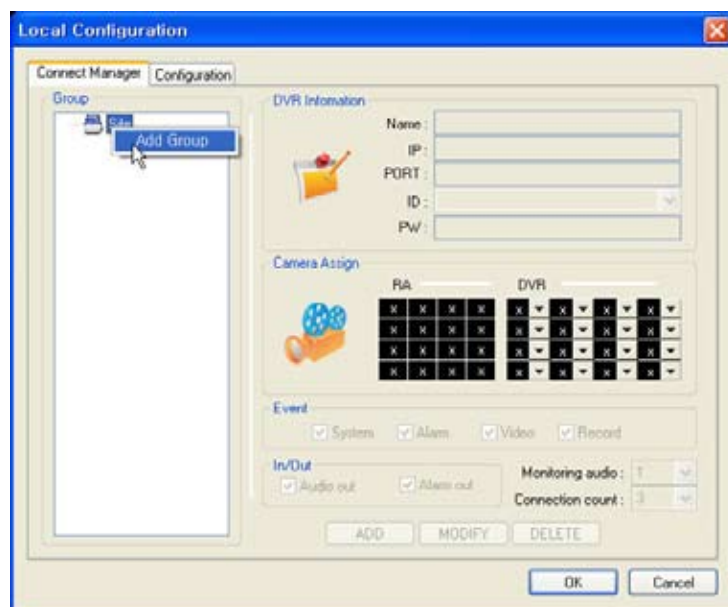 Local Configuration
Connect Manager Configuration
Group
Add Group
DVR Infomation
Name :
IP :
PORT :
ID :
PW :
Camera Assign
RA DVR
x x x x x x x x
x x x x x x x x
x x x x x x x x
x x x x x x x x
Event
System Alarm Video Record
In/Out
Audio out Alarm out
Monitoring audio : 1
Connection count : 3
ADD MODIFY DELETE
OK Cancel